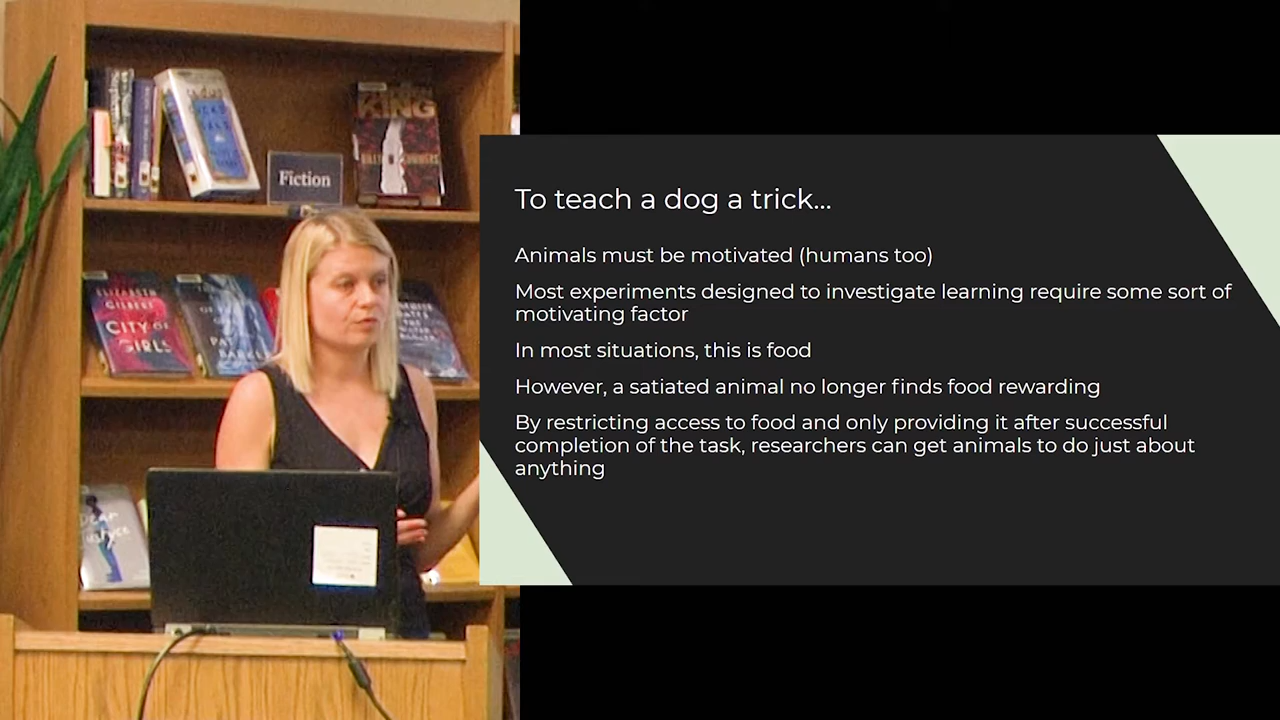 KING
Fiction
ELIZABETH
GILBERT
CITY OF
GIRLS
PAT
Dear
To teach a dog a trick...
Animals must be motivated (humans too)
Most experiments designed to investigate learning require some sort of
motivating factor
In most situations, this is food
However, a satiated animal no longer finds food rewarding
By restricting access to food and only providing it after successful
completion of the task, researchers can get animals to do just about
anything